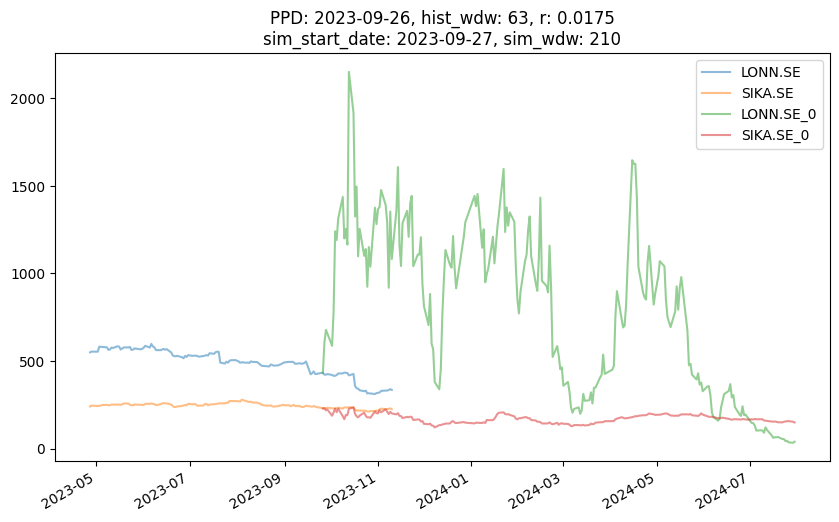 PPD: 2023-09-26, hist_wdw: 63, r: 0.0175
sim_start_date: 2023-09-27, sim_wdw: 210
LONN.SE
SIKA.SE
LONN.SE_0
SIKA.SE_0
2000
1500
1000
500
0
2023-05
2023-07
2023-09
2023-11
2024-01
2024-03
2024-05
2024-07